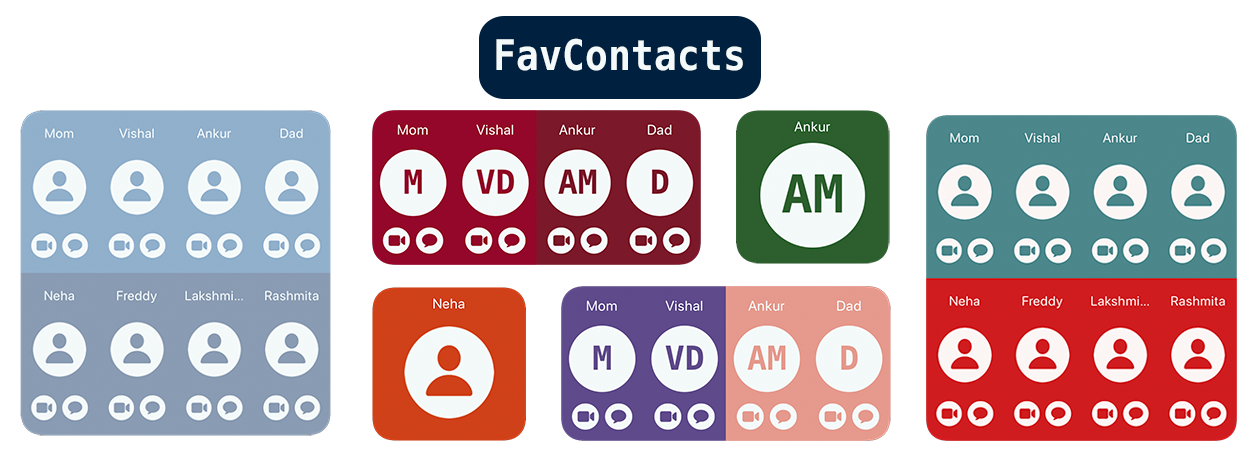 FavContacts
Mom Vishal Ankur Dad
Neha Freddy Lakshmi... Rashmita
Mom Vishal Ankur Dad
M VD AM D
Ankur
AM
Neha
Mom Vishal Ankur Dad
M VD AM D
Mom Vishal Ankur Dad
Neha Freddy Lakshmi... Rashmita